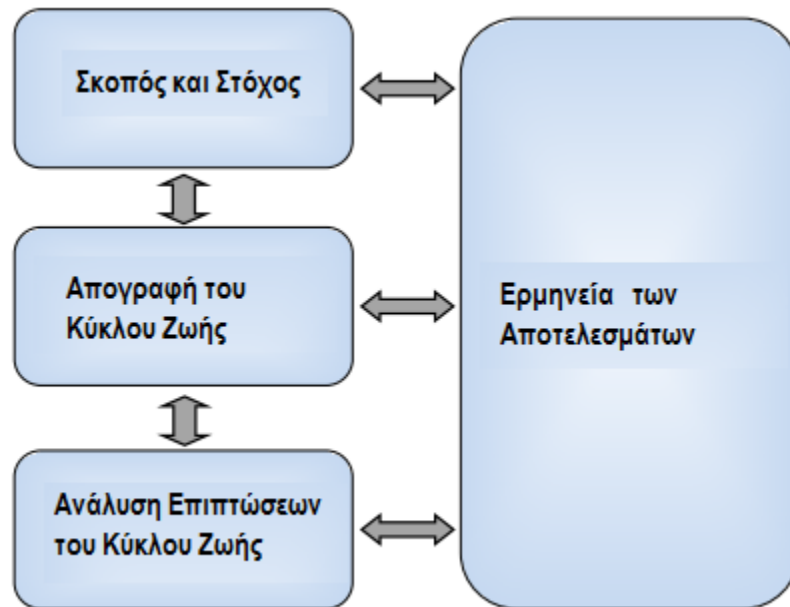 Σκοπός και Στόχος
Απογραφή του
Κύκλου Ζωής
Ερμηνεία των
Αποτελεσμάτων
Ανάλυση Επιπτώσεων
του Κύκλου Ζωής